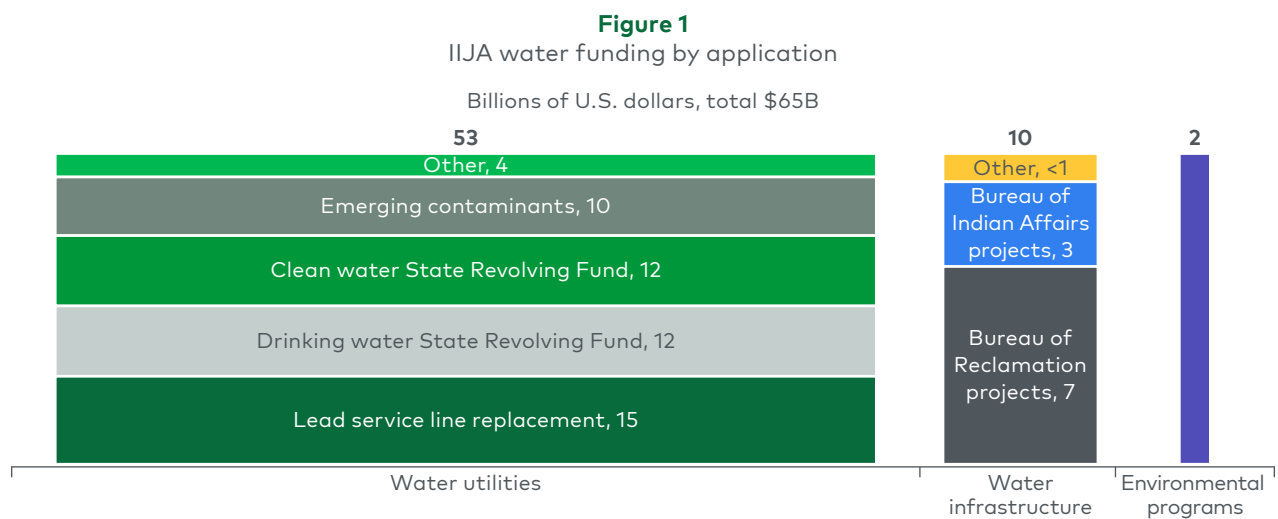 Figure 1
IIJA water funding by application
Billions of U.S. dollars, total $65B
53
Other, 4
Emerging contaminants, 10
Clean water State Revolving Fund, 12
Drinking water State Revolving Fund, 12
Lead service line replacement, 15
Water utilities
10
Other, <1
Bureau of
Indian Affairs
projects, 3
Bureau of
Reclamation
projects, 7
Water
infrastructure
2
Environmental
programs